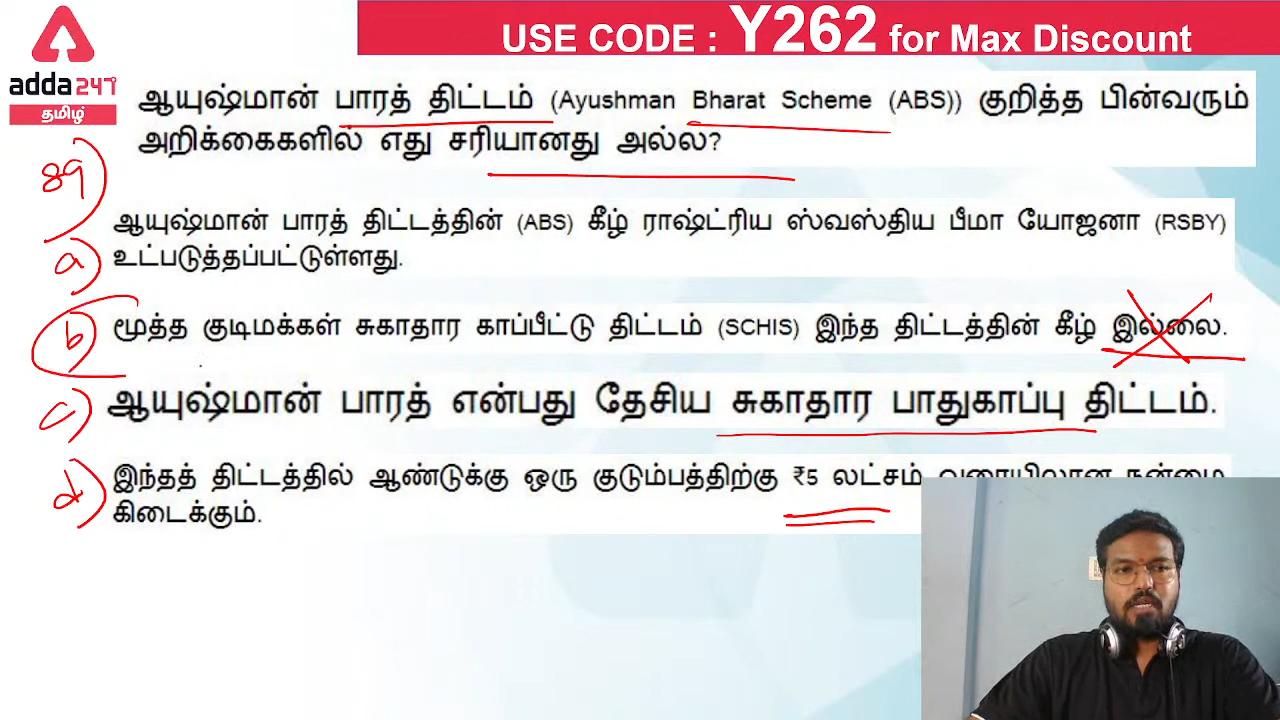 USE CODE : Y262 for Max Discount
adda247
தமிழ்
ஆயுஷ்மான் பாரத் திட்டம் (Ayushman Bharat Scheme (ABS)) குறித்த பின்வரும்
அறிக்கைகளில் எது சரியானது அல்ல?
89)
a) ஆயுஷ்மான் பாரத் திட்டத்தின் (ABS) கீழ் ராஷ்ட்ரிய ஸ்வஸ்திய பீமா யோஜனா (RSBY)
உட்படுத்தப்பட்டுள்ளது.
b) மூத்த குடிமக்கள் சுகாதார காப்பீட்டு திட்டம் (SCHIS) இந்த திட்டத்தின் கீழ் இல்லை.
c) ஆயுஷ்மான் பாரத் என்பது தேசிய சுகாதார பாதுகாப்பு திட்டம்.
d) இந்தத் திட்டத்தில் ஆண்டுக்கு ஒரு குடும்பத்திற்கு ₹5 லட்சம் வரையிலான நன்மை
கிடைக்கும்.